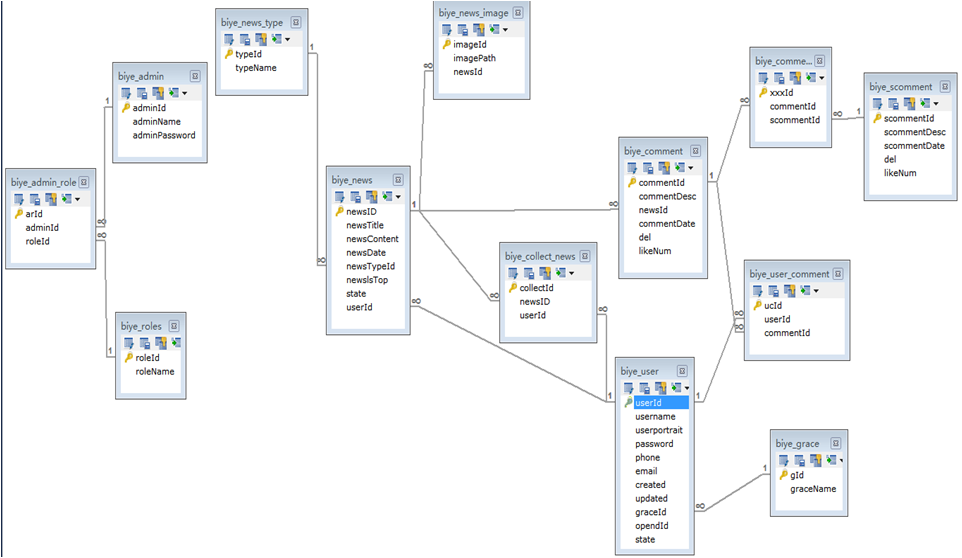 biye_news_type
typeId
typeName
biye_news_image
imageId
imagePath
newsId
biye_admin
adminId
adminName
adminPassword
biye_comme...
xxxId
commentId
scommentId
biye_scomment
scommentId
scommentDesc
scommentDate
del
likeNum
biye_admin_role
arId
adminId
roleId
biye_news
newsID
newsTitle
newsContent
newsDate
newsTypeId
newsIsTop
state
userId
biye_comment
commentId
commentDesc
newsId
commentDate
del
likeNum
biye_collect_news
collectId
newsID
userId
biye_user_comment
ucId
userId
commentId
biye_roles
roleId
roleName
biye_user
userId
username
userportrait
password
phone
email
created
updated
graceId
opendId
state
biye_grace
gId
graceName
1
∞
1
∞
1
∞
1
∞
1
∞
∞
∞
1
∞
∞
1
∞
1
∞
∞
1
1
∞